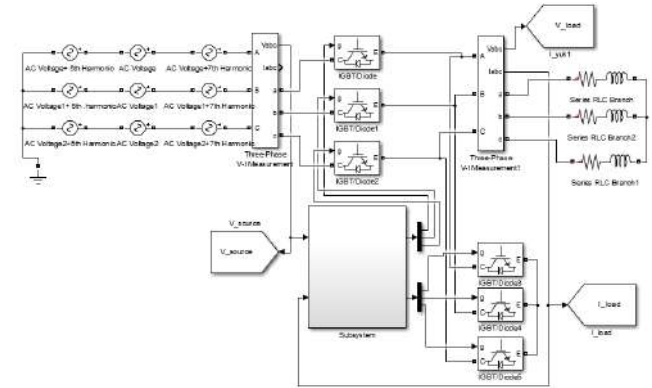 V_load
I_yuk1
Vabc
Iabc
a
b
c
A
B
C
AC Voltage+ 5th Harmonic
AC Voltage
AC Voltage+7th Harmonic
AC Voltage1+ 5th. harmonic
AC Voltage1
AC Voltage1+7th Harmonic
AC Voltage2+5th Harmonic
AC Voltage2
AC Voltage2+7th Harmonic
Three-Phase
V-I Measurement
g
C
E
IGBT/Diode
g
C
E
IGBT/Diode1
g
C
E
IGBT/Diode2
Vabc
Iabc
a
b
c
A
B
C
Three-Phase
V-I Measurement1
Series RLC Branch
Series RLC Branch2
Series RLC Branch1
V_source
V_source
Subsystem
g
C
E
IGBT/Diode3
g
C
E
IGBT/Diode4
g
C
E
IGBT/Diode5
I_load
I_load